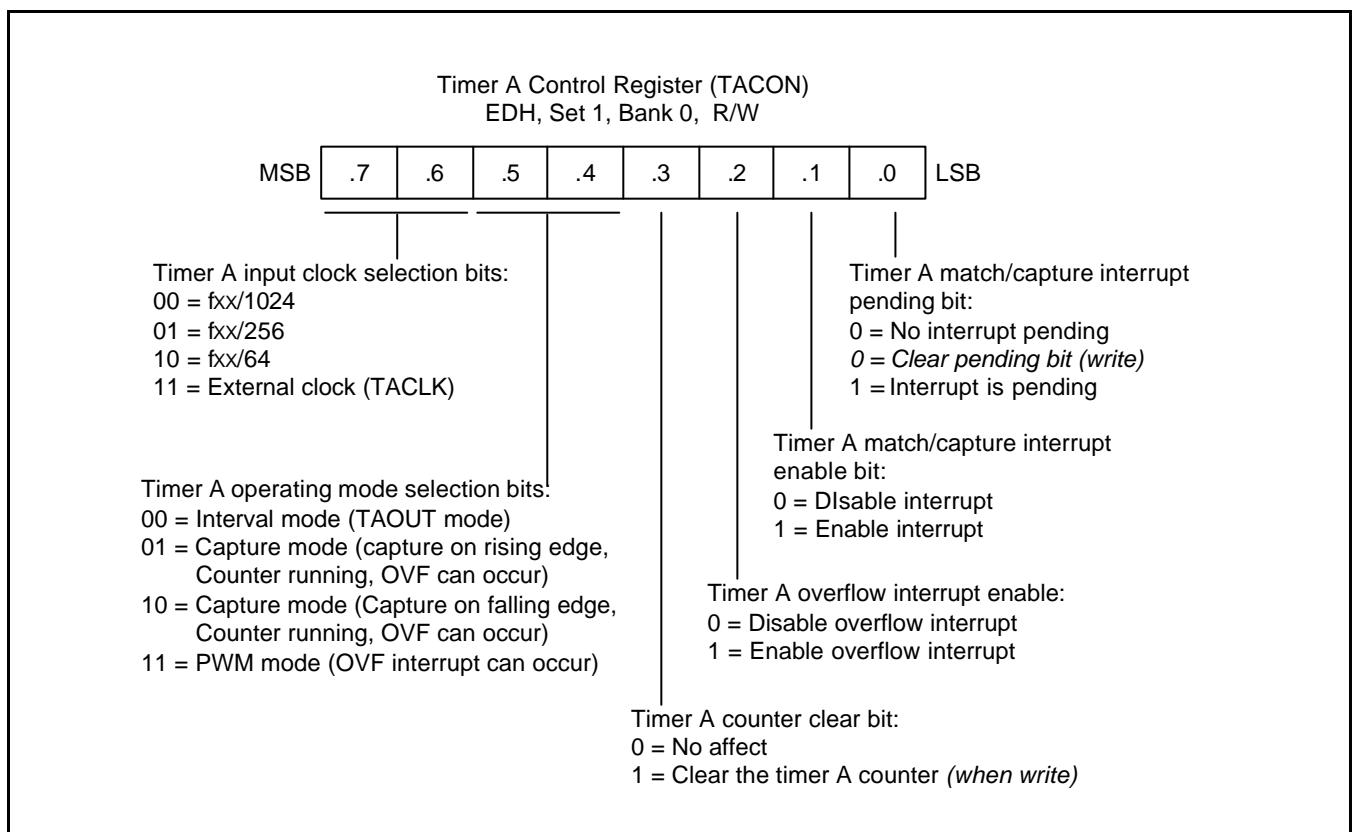 Timer A Control Register (TACON)
EDH, Set 1, Bank 0, R/W
MSB .7 .6 .5 .4 .3 .2 .1 .0 LSB
Timer A input clock selection bits:
00 = fxx/1024
01 = fxx/256
10 = fxx/64
11 = External clock (TACLK)
Timer A match/capture interrupt
pending bit:
0 = No interrupt pending
0 = Clear pending bit (write)
1 = Interrupt is pending
Timer A match/capture interrupt
enable bit:
0 = DIsable interrupt
1 = Enable interrupt
Timer A operating mode selection bits:
00 = Interval mode (TAOUT mode)
01 = Capture mode (capture on rising edge,
Counter running, OVF can occur)
10 = Capture mode (Capture on falling edge,
Counter running, OVF can occur)
11 = PWM mode (OVF interrupt can occur)
Timer A overflow interrupt enable:
0 = Disable overflow interrupt
1 = Enable overflow interrupt
Timer A counter clear bit:
0 = No affect
1 = Clear the timer A counter (when write)